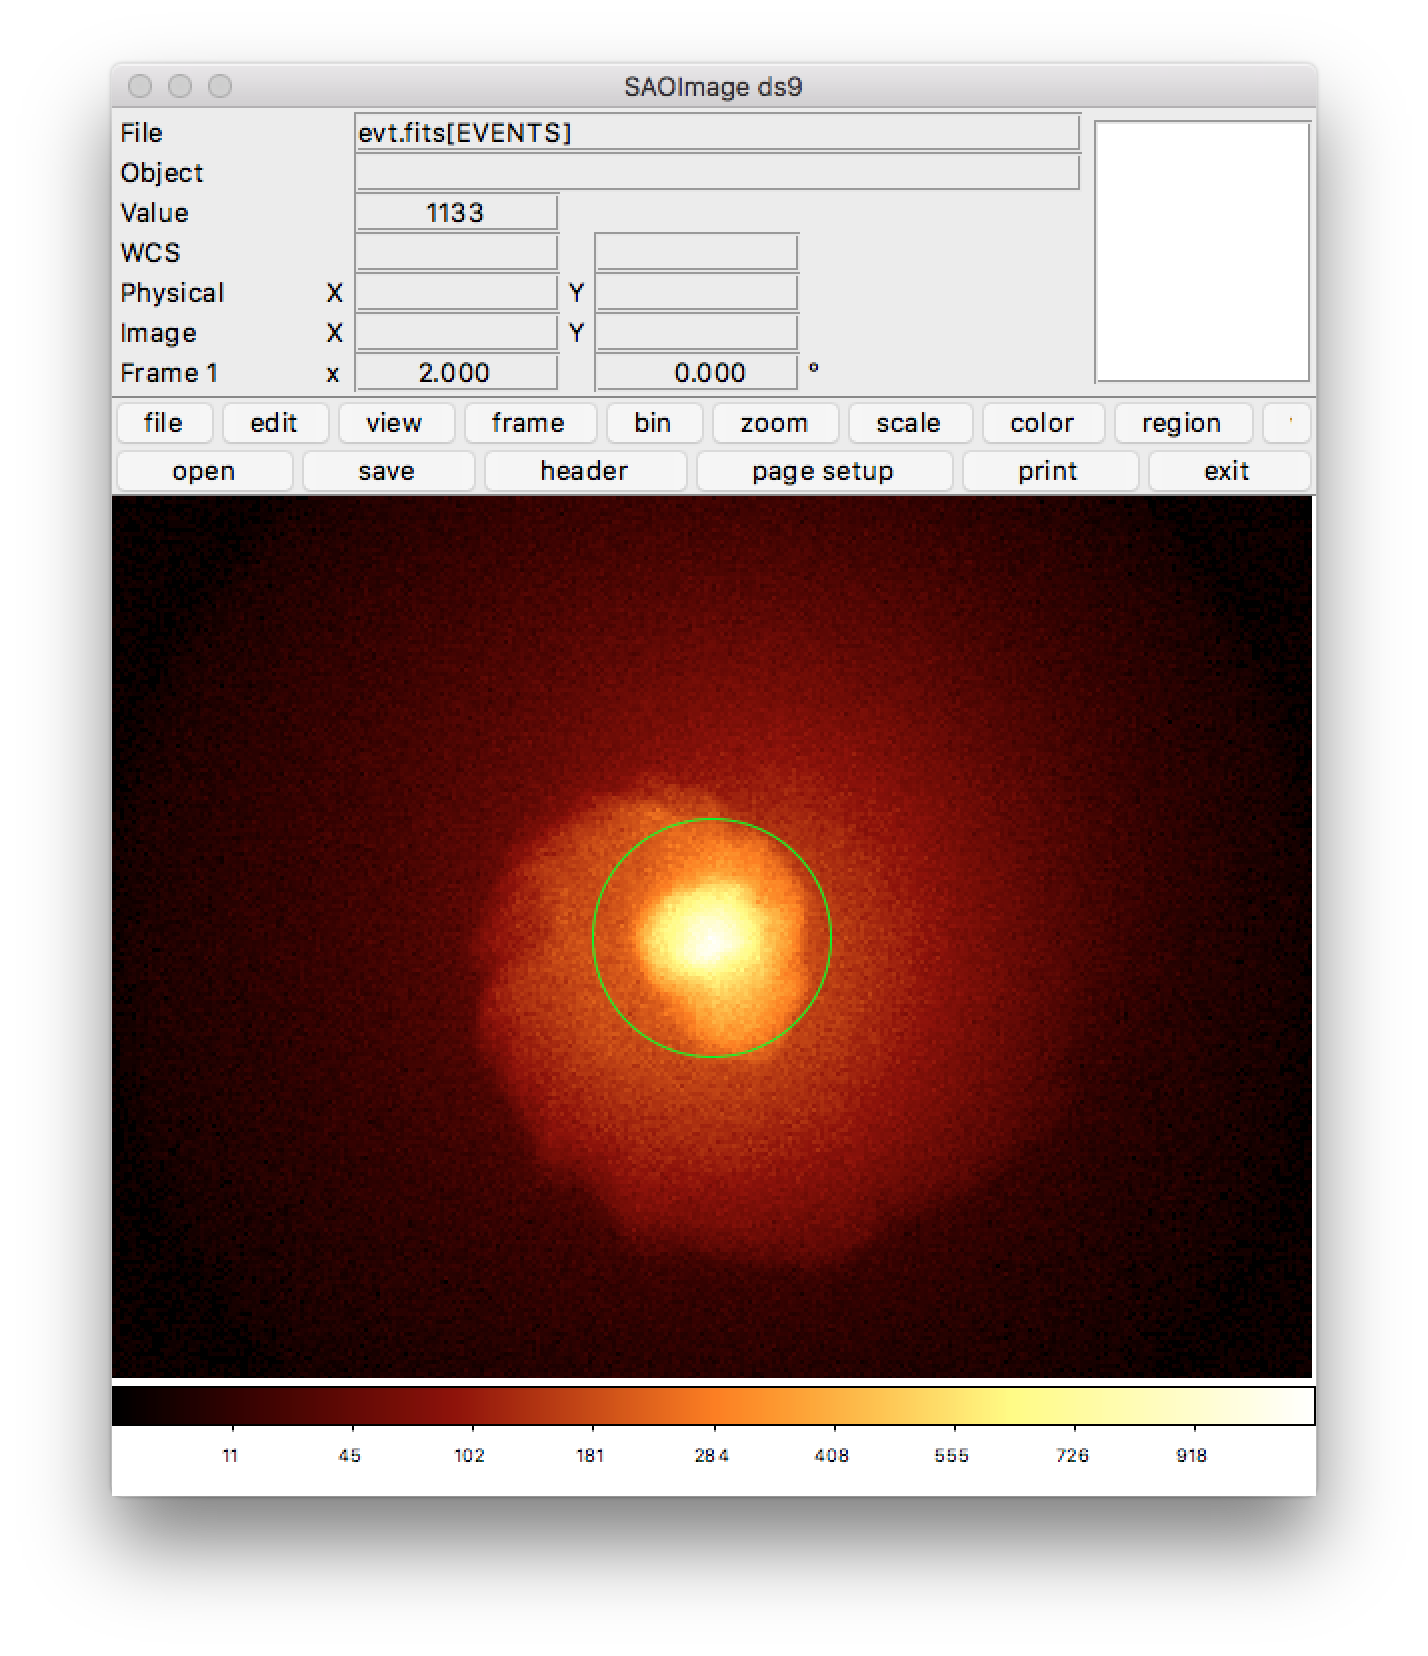 SAOImage ds9
File evt.fits[EVENTS]
Object
Value 1133
WCS
Physical X Y
Image X Y
Frame 1 x 2.000 0.000 °
file edit view frame bin zoom scale color region
open save header page setup print exit
11 45 102 181 284 408 555 726 918